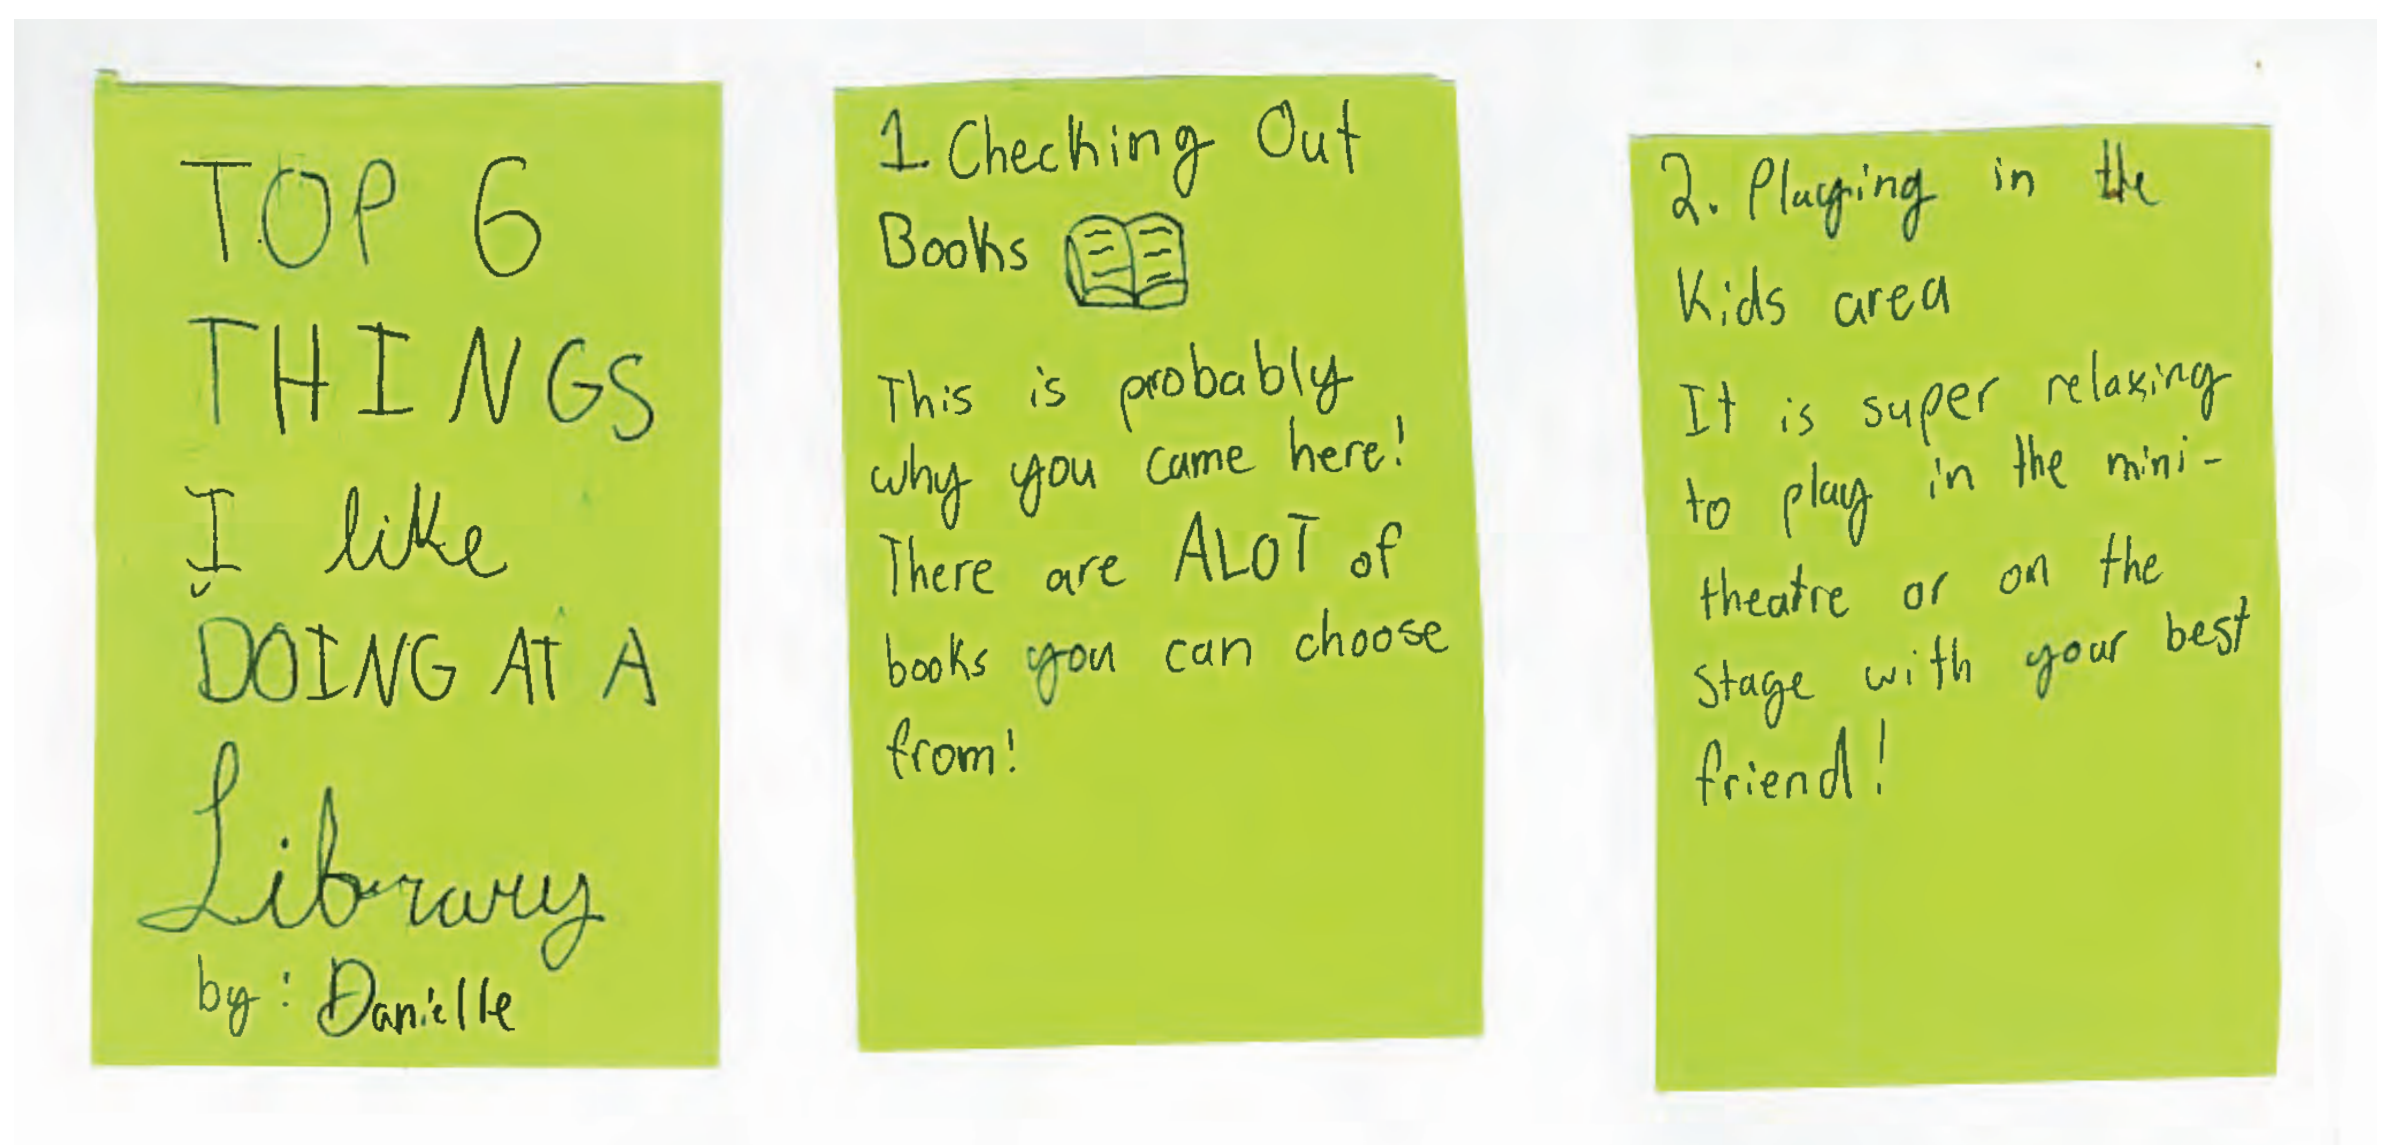 TOP 6
THINGS
I like
DOING AT A
Library
by: Danielle
1. Checking Out
Books
This is probably
why you came here!
There are ALOT of
books you can choose
from!
2. Playing in the
Kids area
It is super relaxing
to play in the mini-
theatre or on the
stage with your best
friend!